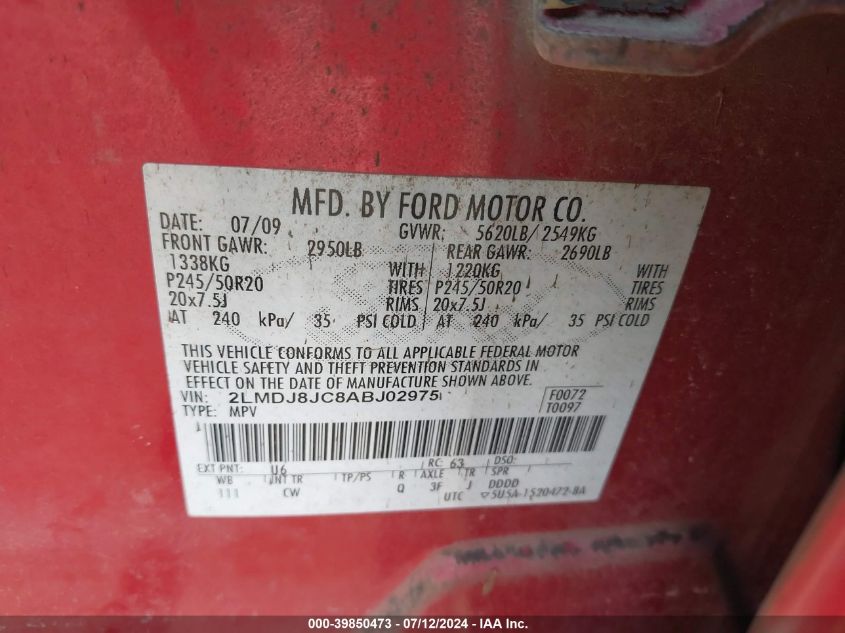 MFD. BY FORD MOTOR CO.
DATE: 07/09 GVWR: 5620LB/ 2549KG
FRONT GAWR: 2950LB REAR GAWR: 2690LB
1338KG WITH 1220KG WITH
P245/50R20 TIRES P245/50R20 TIRES
20x7.5J RIMS 20x7.5J RIMS
AT 240 kPa/ 35 PSI COLD AT 240 kPa/ 35 PSI COLD
THIS VEHICLE CONFORMS TO ALL APPLICABLE FEDERAL MOTOR
VEHICLE SAFETY AND THEFT PREVENTION STANDARDS IN
EFFECT ON THE DATE OF MANUFACTURE SHOWN ABOVE.
VIN: 2LMDJ8JC8ABJ02975 F0072
TYPE: MPV T0097
EXT PNT: U6 RC: 63 DSO:
WB INT TR TP/PS R AXLE TR SPR
111 CW Q 3F J DDDD
UTC 5U5A-1520472-BA
000-39850473 - 07/12/2024 - IAA Inc.